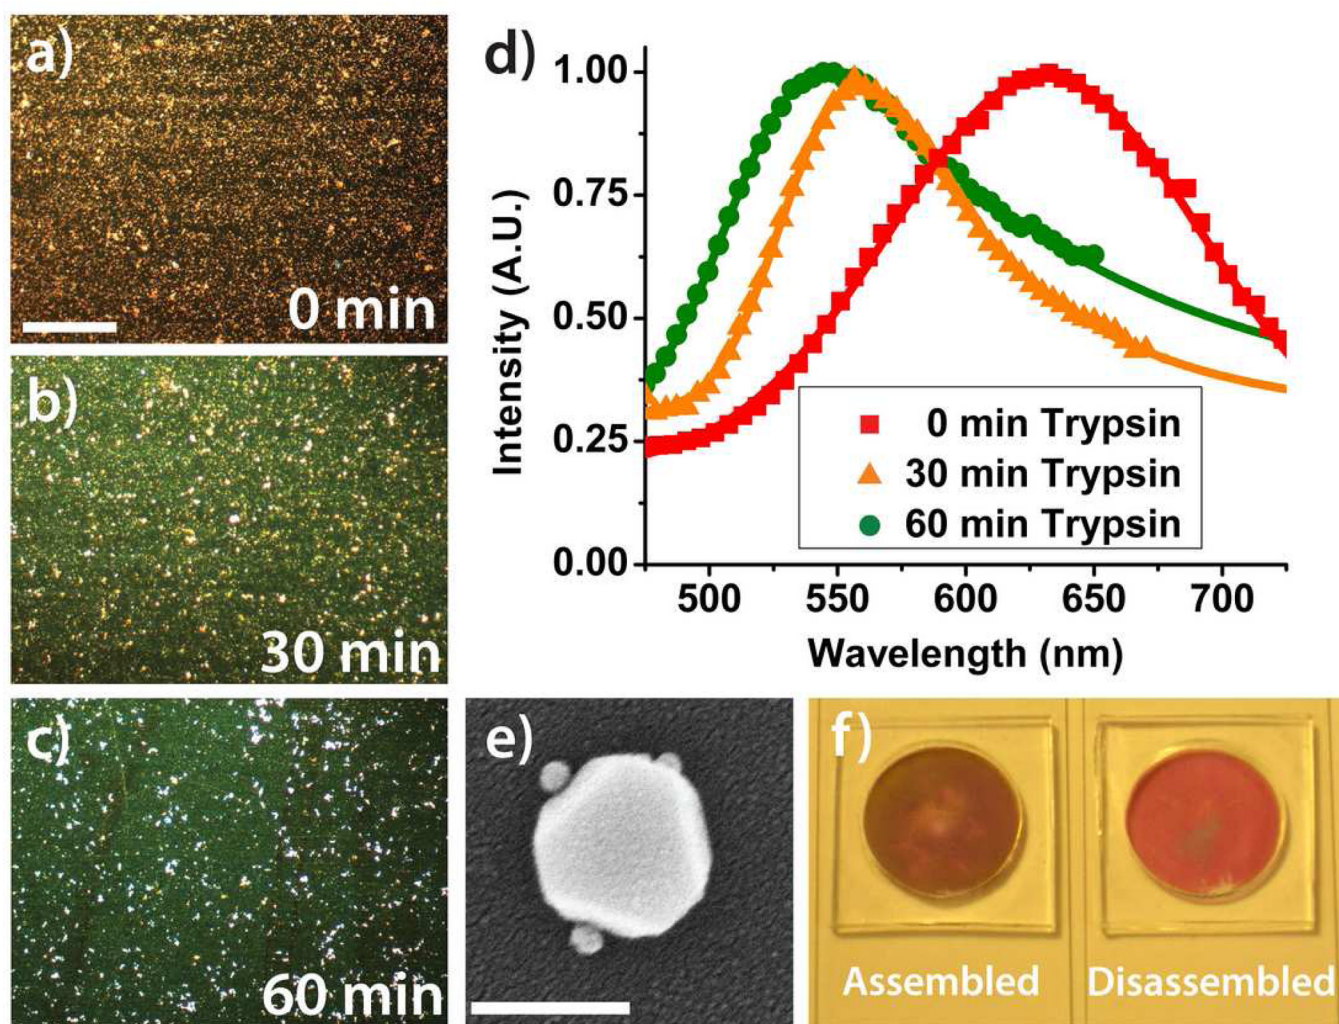 a)
0 min
b)
30 min
c)
60 min
d)
1.00
0.75
0.50
0.25
0.00
Intensity (A.U.)
0 min Trypsin
30 min Trypsin
60 min Trypsin
500 550 600 650 700
Wavelength (nm)
e)
f)
Assembled Disassembled